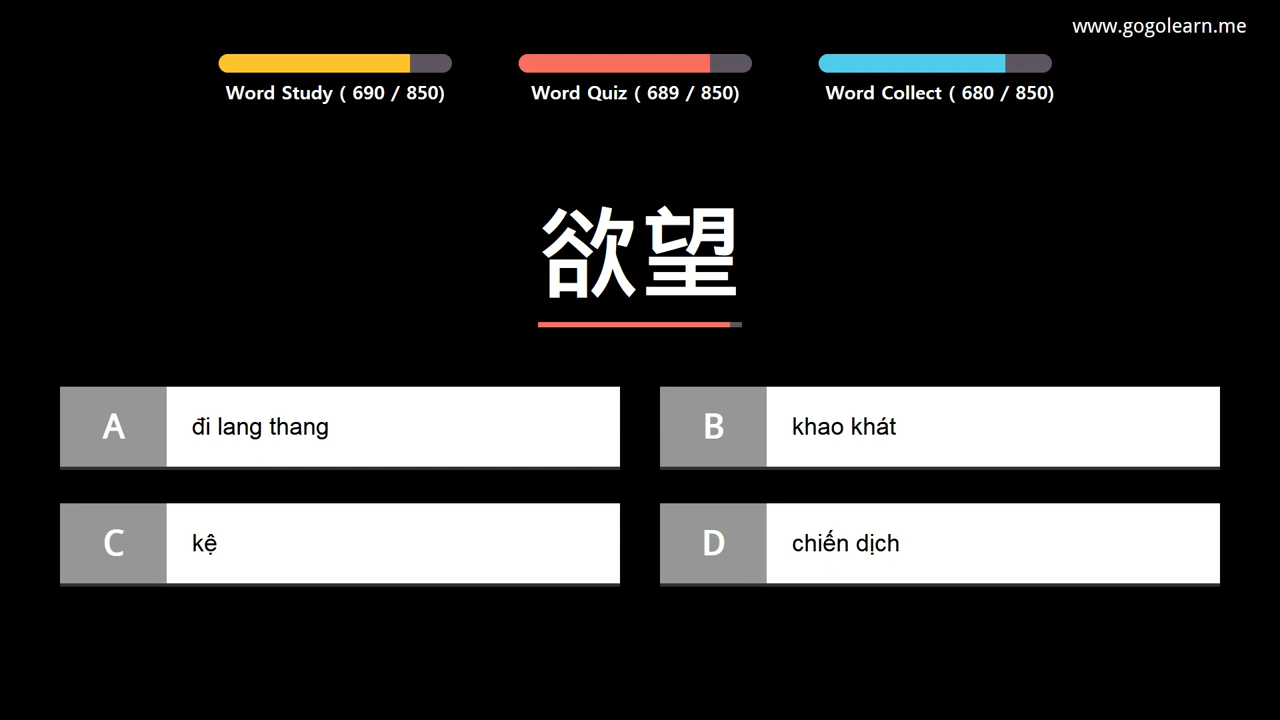 www.gogolearn.me
Word Study ( 690 / 850)
Word Quiz ( 689 / 850)
Word Collect ( 680 / 850)
欲望
A đi lang thang
B khao khát
C kệ
D chiến dịch